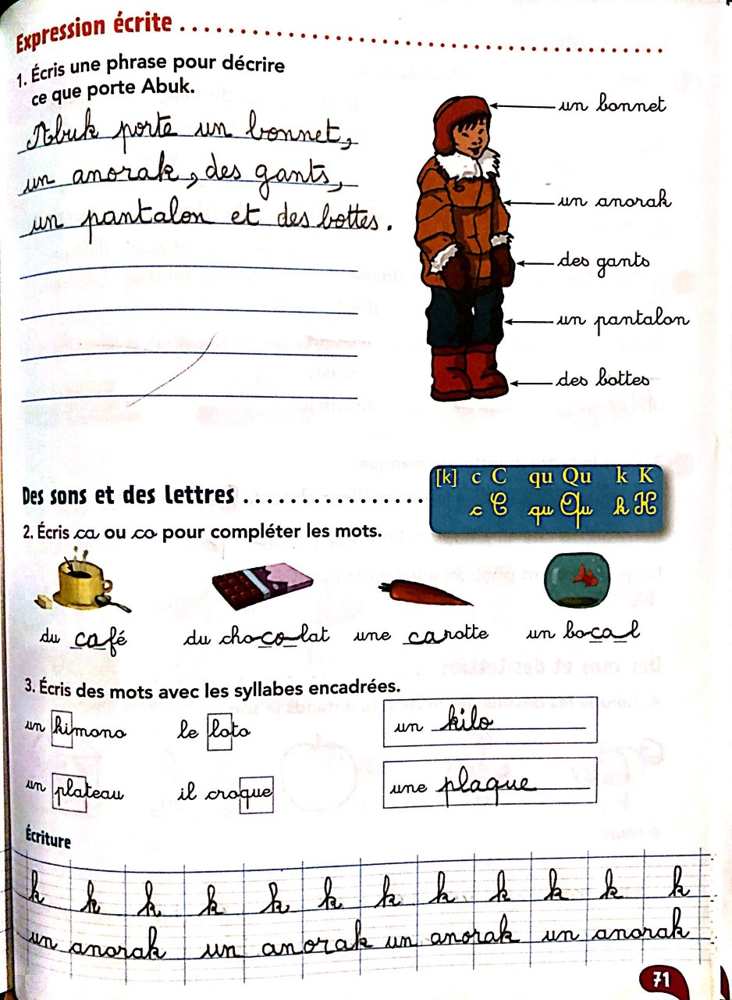 Expression écrite
1. Écris une phrase pour décrire
ce que porte Abuk.
Abuk porte un bonnet,
un anorak, des gants,
un pantalon et des bottes.
un bonnet
un anorak
des gants
un pantalon
des bottes
Des sons et des lettres
[k] c C qu Qu k K
c C qu Qu k K
2. Écris ca ou co pour compléter les mots.
du café du chocolat une carotte un bocal
3. Écris des mots avec les syllabes encadrées.
un kimono le loto un kilo
un plateau il croque une plaque
Écriture
k k k k k k k k k k k k
un anorak un anorak un anorak un anorak
71